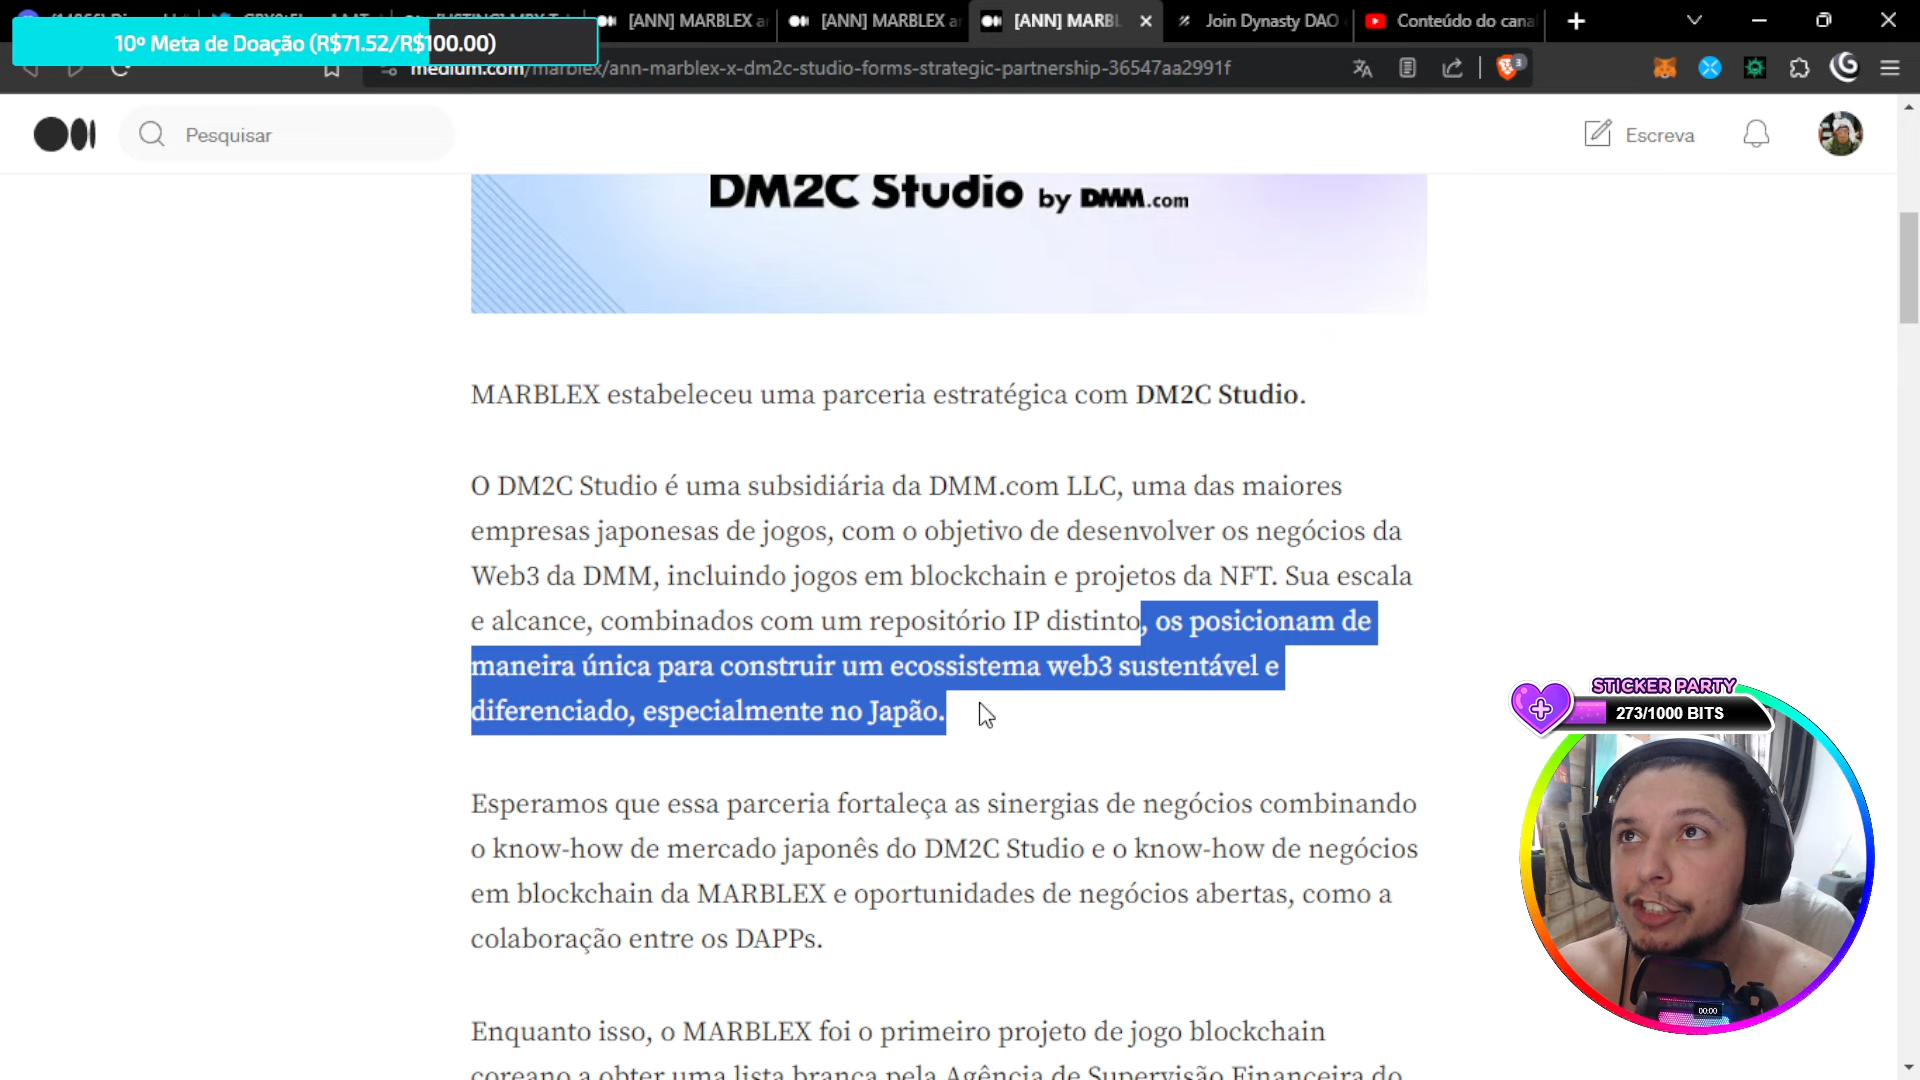 [ANN] MARBLEX a
[ANN] MARBLEX a
[ANN] MARBL
Join Dynasty DAO
Conteúdo do cana
10º Meta de Doação (R$71.52/R$100.00)
medium.com/marblex/ann-marblex-x-dm2c-studio-forms-strategic-partnership-36547aa2991f
3
Pesquisar
Escreva
DM2C Studio by DMM.com
MARBLEX estabeleceu uma parceria estratégica com DM2C Studio.
O DM2C Studio é uma subsidiária da DMM.com LLC, uma das maiores
empresas japonesas de jogos, com o objetivo de desenvolver os negócios da
Web3 da DMM, incluindo jogos em blockchain e projetos da NFT. Sua escala
e alcance, combinados com um repositório IP distinto, os posicionam de
maneira única para construir um ecossistema web3 sustentável e
diferenciado, especialmente no Japão.
STICKER PARTY
273/1000 BITS
Esperamos que essa parceria fortaleça as sinergias de negócios combinando
o know-how de mercado japonês do DM2C Studio e o know-how de negócios
em blockchain da MARBLEX e oportunidades de negócios abertas, como a
colaboração entre os DAPPs.
00:00
Enquanto isso, o MARBLEX foi o primeiro projeto de jogo blockchain
coreano a obter uma lista branca pela Agência de Supervisão Financeira do